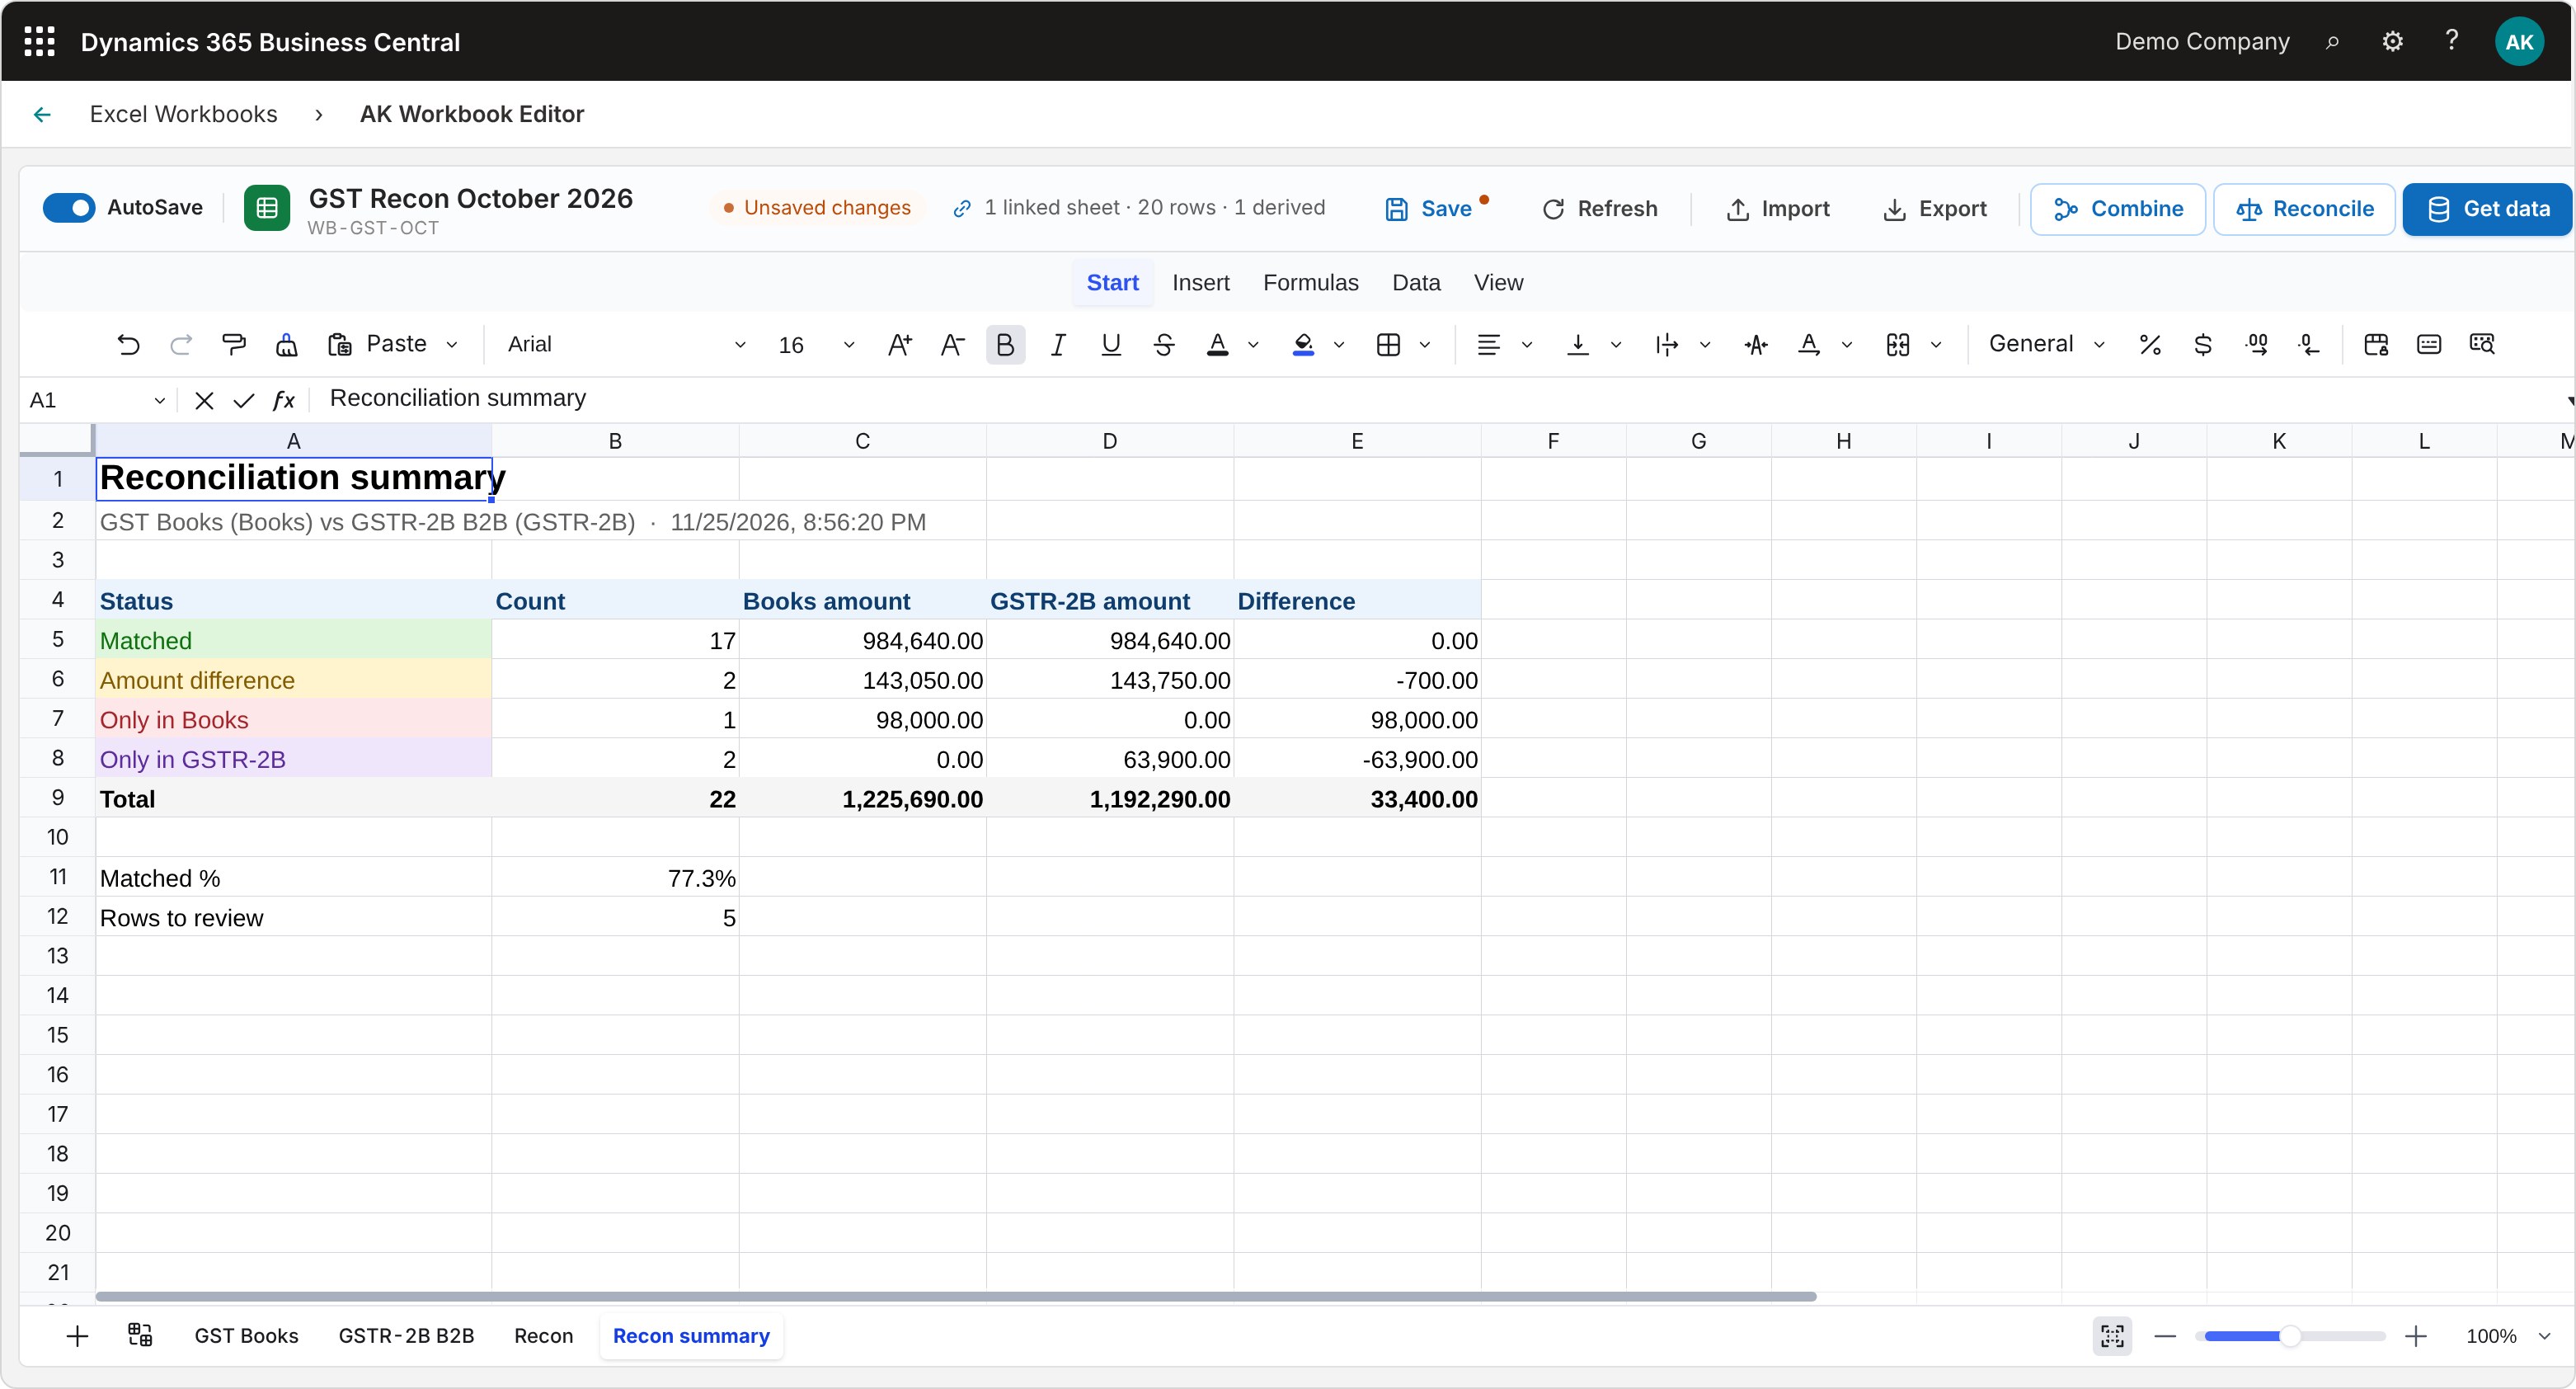 Dynamics 365 Business Central Demo Company ? AK
Excel Workbooks › AK Workbook Editor
AutoSave GST Recon October 2026 Unsaved changes 1 linked sheet · 20 rows · 1 derived Save Refresh Import Export Combine Reconcile Get data
WB-GST-OCT
Start Insert Formulas Data View
Paste Arial 16 A+ A- B I U S A General % $ .00 .0
A1 fx Reconciliation summary
A B C D E F G H I J K L
1 Reconciliation summary
2 GST Books (Books) vs GSTR-2B B2B (GSTR-2B) · 11/25/2026, 8:56:20 PM
3
4 Status Count Books amount GSTR-2B amount Difference
5 Matched 17 984,640.00 984,640.00 0.00
6 Amount difference 2 143,050.00 143,750.00 -700.00
7 Only in Books 1 98,000.00 0.00 98,000.00
8 Only in GSTR-2B 2 0.00 63,900.00 -63,900.00
9 Total 22 1,225,690.00 1,192,290.00 33,400.00
10
11 Matched % 77.3%
12 Rows to review 5
13
14
15
16
17
18
19
20
21
GST Books GSTR-2B B2B Recon Recon summary 100%